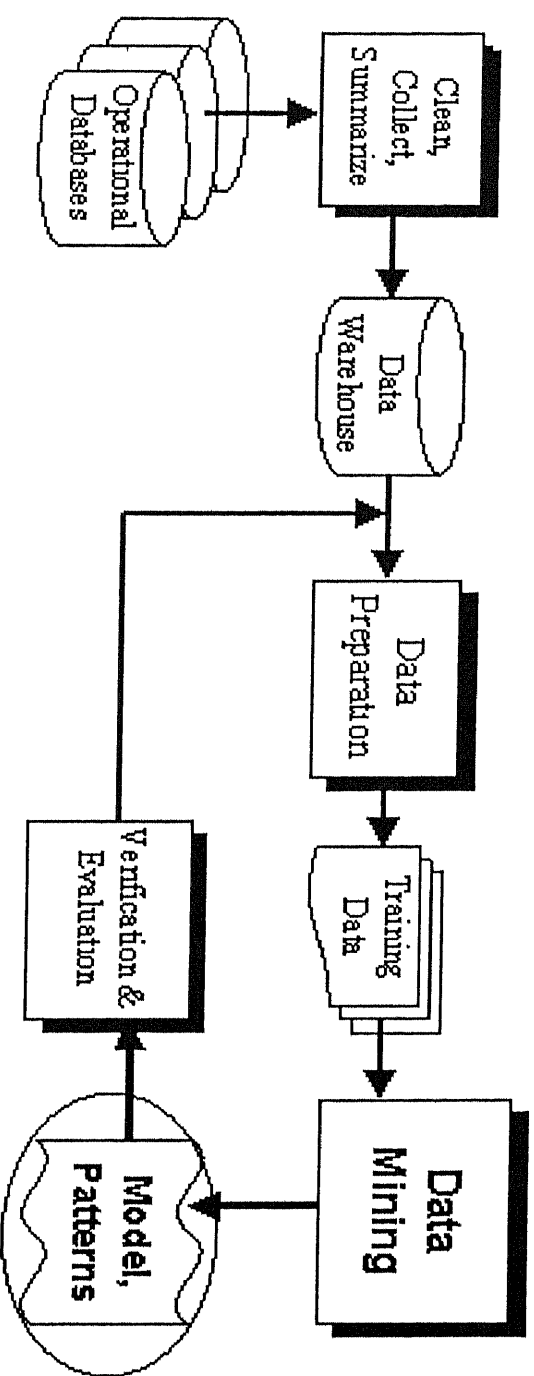 Clean,
Collect,
Summarize
Operational
Databases
Data
Warehouse
Data
Preparation
Training
Data
Data
Mining
Model,
Patterns
Verification &
Evaluation